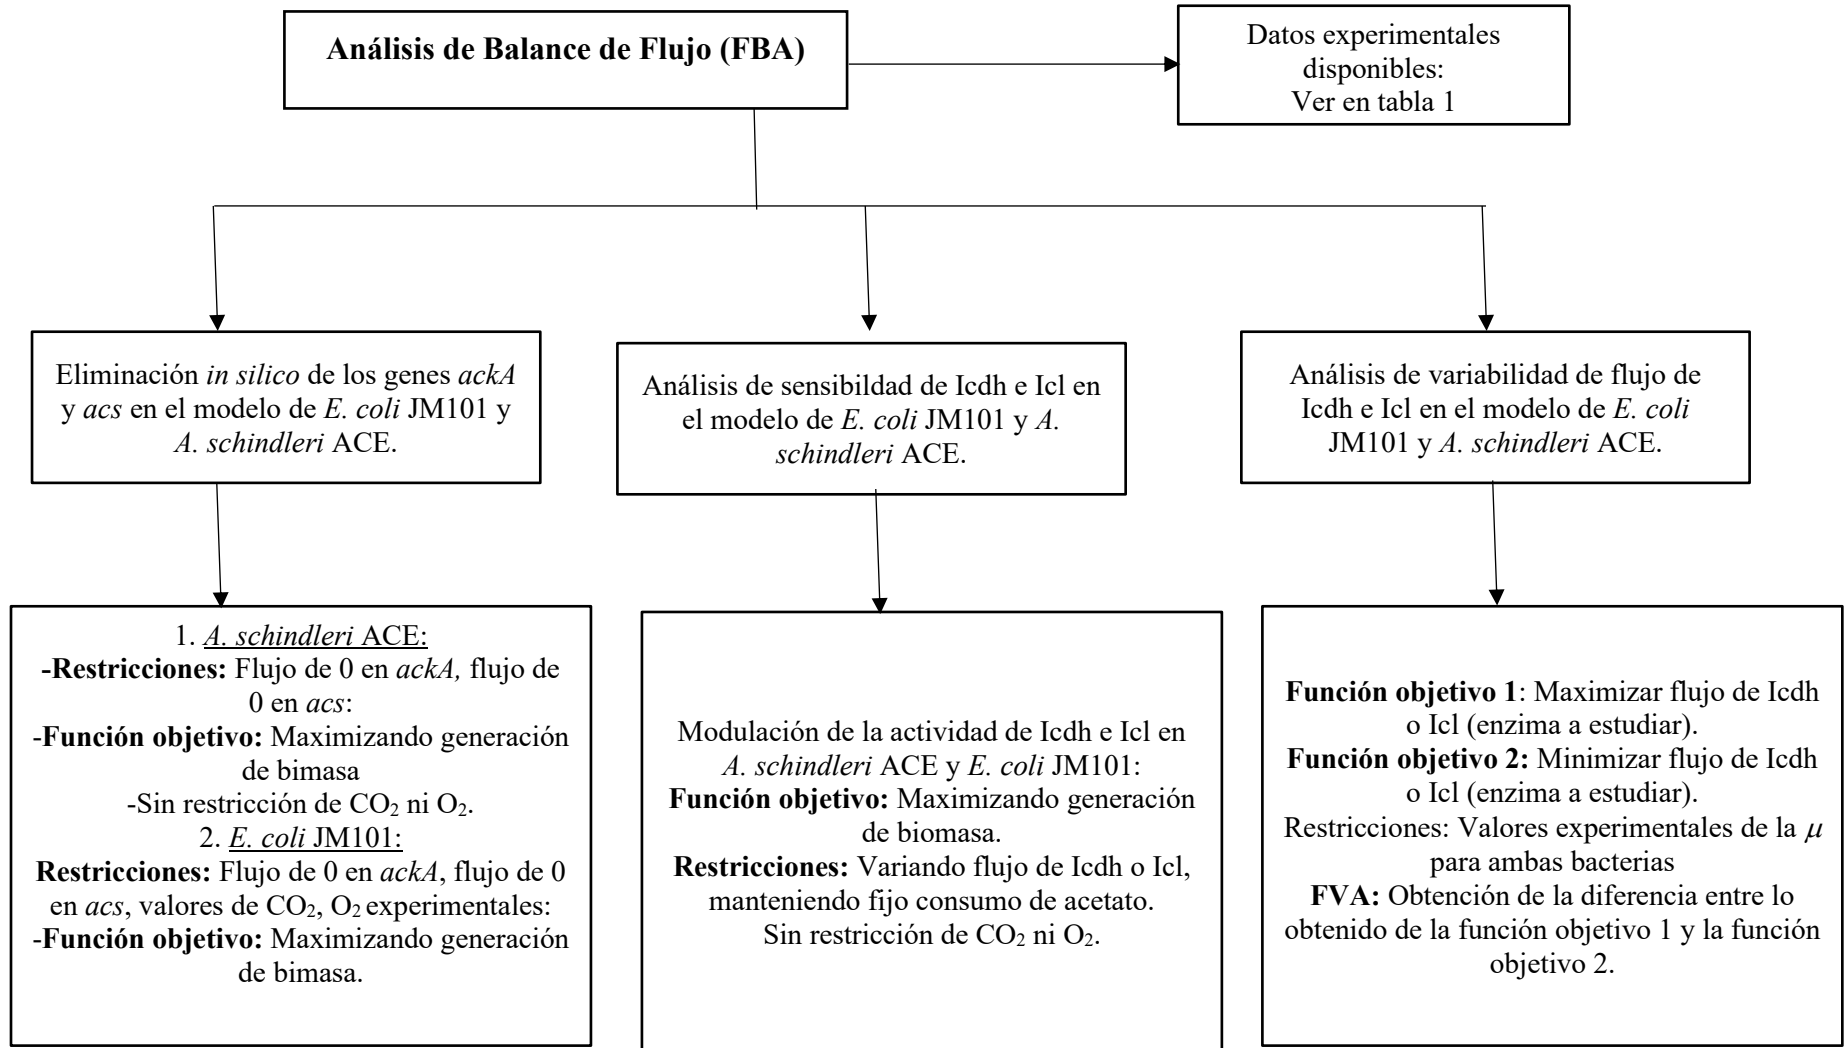 Análisis de Balance de Flujo (FBA)
Datos experimentales
disponibles:
Ver en tabla 1
Eliminación in silico de los genes ackA
y acs en el modelo de E. coli JM101 y
A. schindleri ACE.
Análisis de sensibildad de Icdh e Icl en
el modelo de E. coli JM101 y A.
schindleri ACE.
Análisis de variabilidad de flujo de
Icdh e Icl en el modelo de E. coli
JM101 y A. schindleri ACE.
1. A. schindleri ACE:
-Restricciones: Flujo de 0 en ackA, flujo de
0 en acs:
-Función objetivo: Maximizando generación
de bimasa
-Sin restricción de CO₂ ni O₂.
2. E. coli JM101:
Restricciones: Flujo de 0 en ackA, flujo de 0
en acs, valores de CO₂, O₂ experimentales:
-Función objetivo: Maximizando generación
de bimasa.
Modulación de la actividad de Icdh e Icl en
A. schindleri ACE y E. coli JM101:
Función objetivo: Maximizando generación
de biomasa.
Restricciones: Variando flujo de Icdh o Icl,
manteniendo fijo consumo de acetato.
Sin restricción de CO₂ ni O₂.
Función objetivo 1: Maximizar flujo de Icdh
o Icl (enzima a estudiar).
Función objetivo 2: Minimizar flujo de Icdh
o Icl (enzima a estudiar).
Restricciones: Valores experimentales de la μ
para ambas bacterias
FVA: Obtención de la diferencia entre lo
obtenido de la función objetivo 1 y la función
objetivo 2.